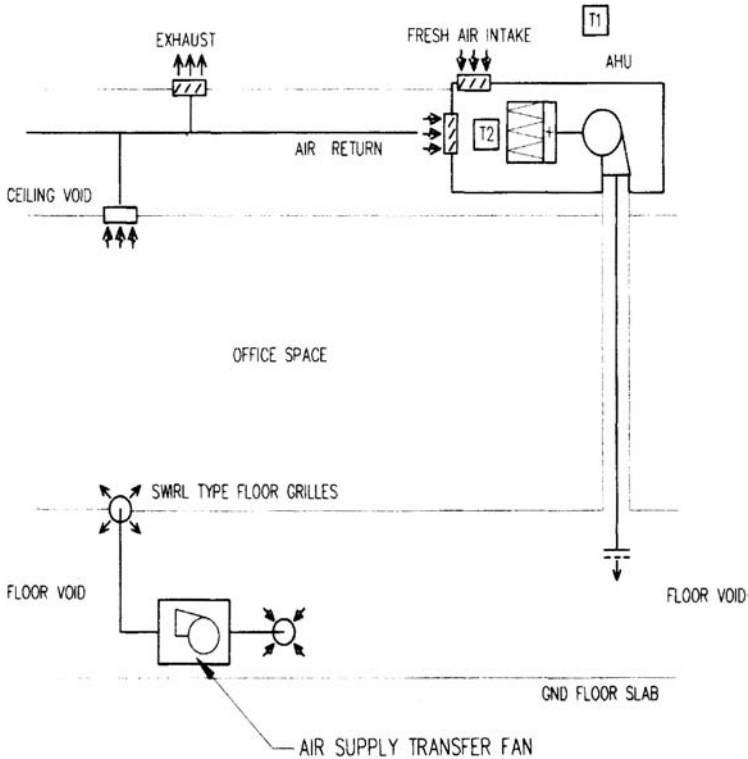 T1
EXHAUST
FRESH AIR INTAKE
AHU
T2
AIR RETURN
CEILING VOID
OFFICE SPACE
SWIRL TYPE FLOOR GRILLES
FLOOR VOID
FLOOR VOID
GND FLOOR SLAB
AIR SUPPLY TRANSFER FAN